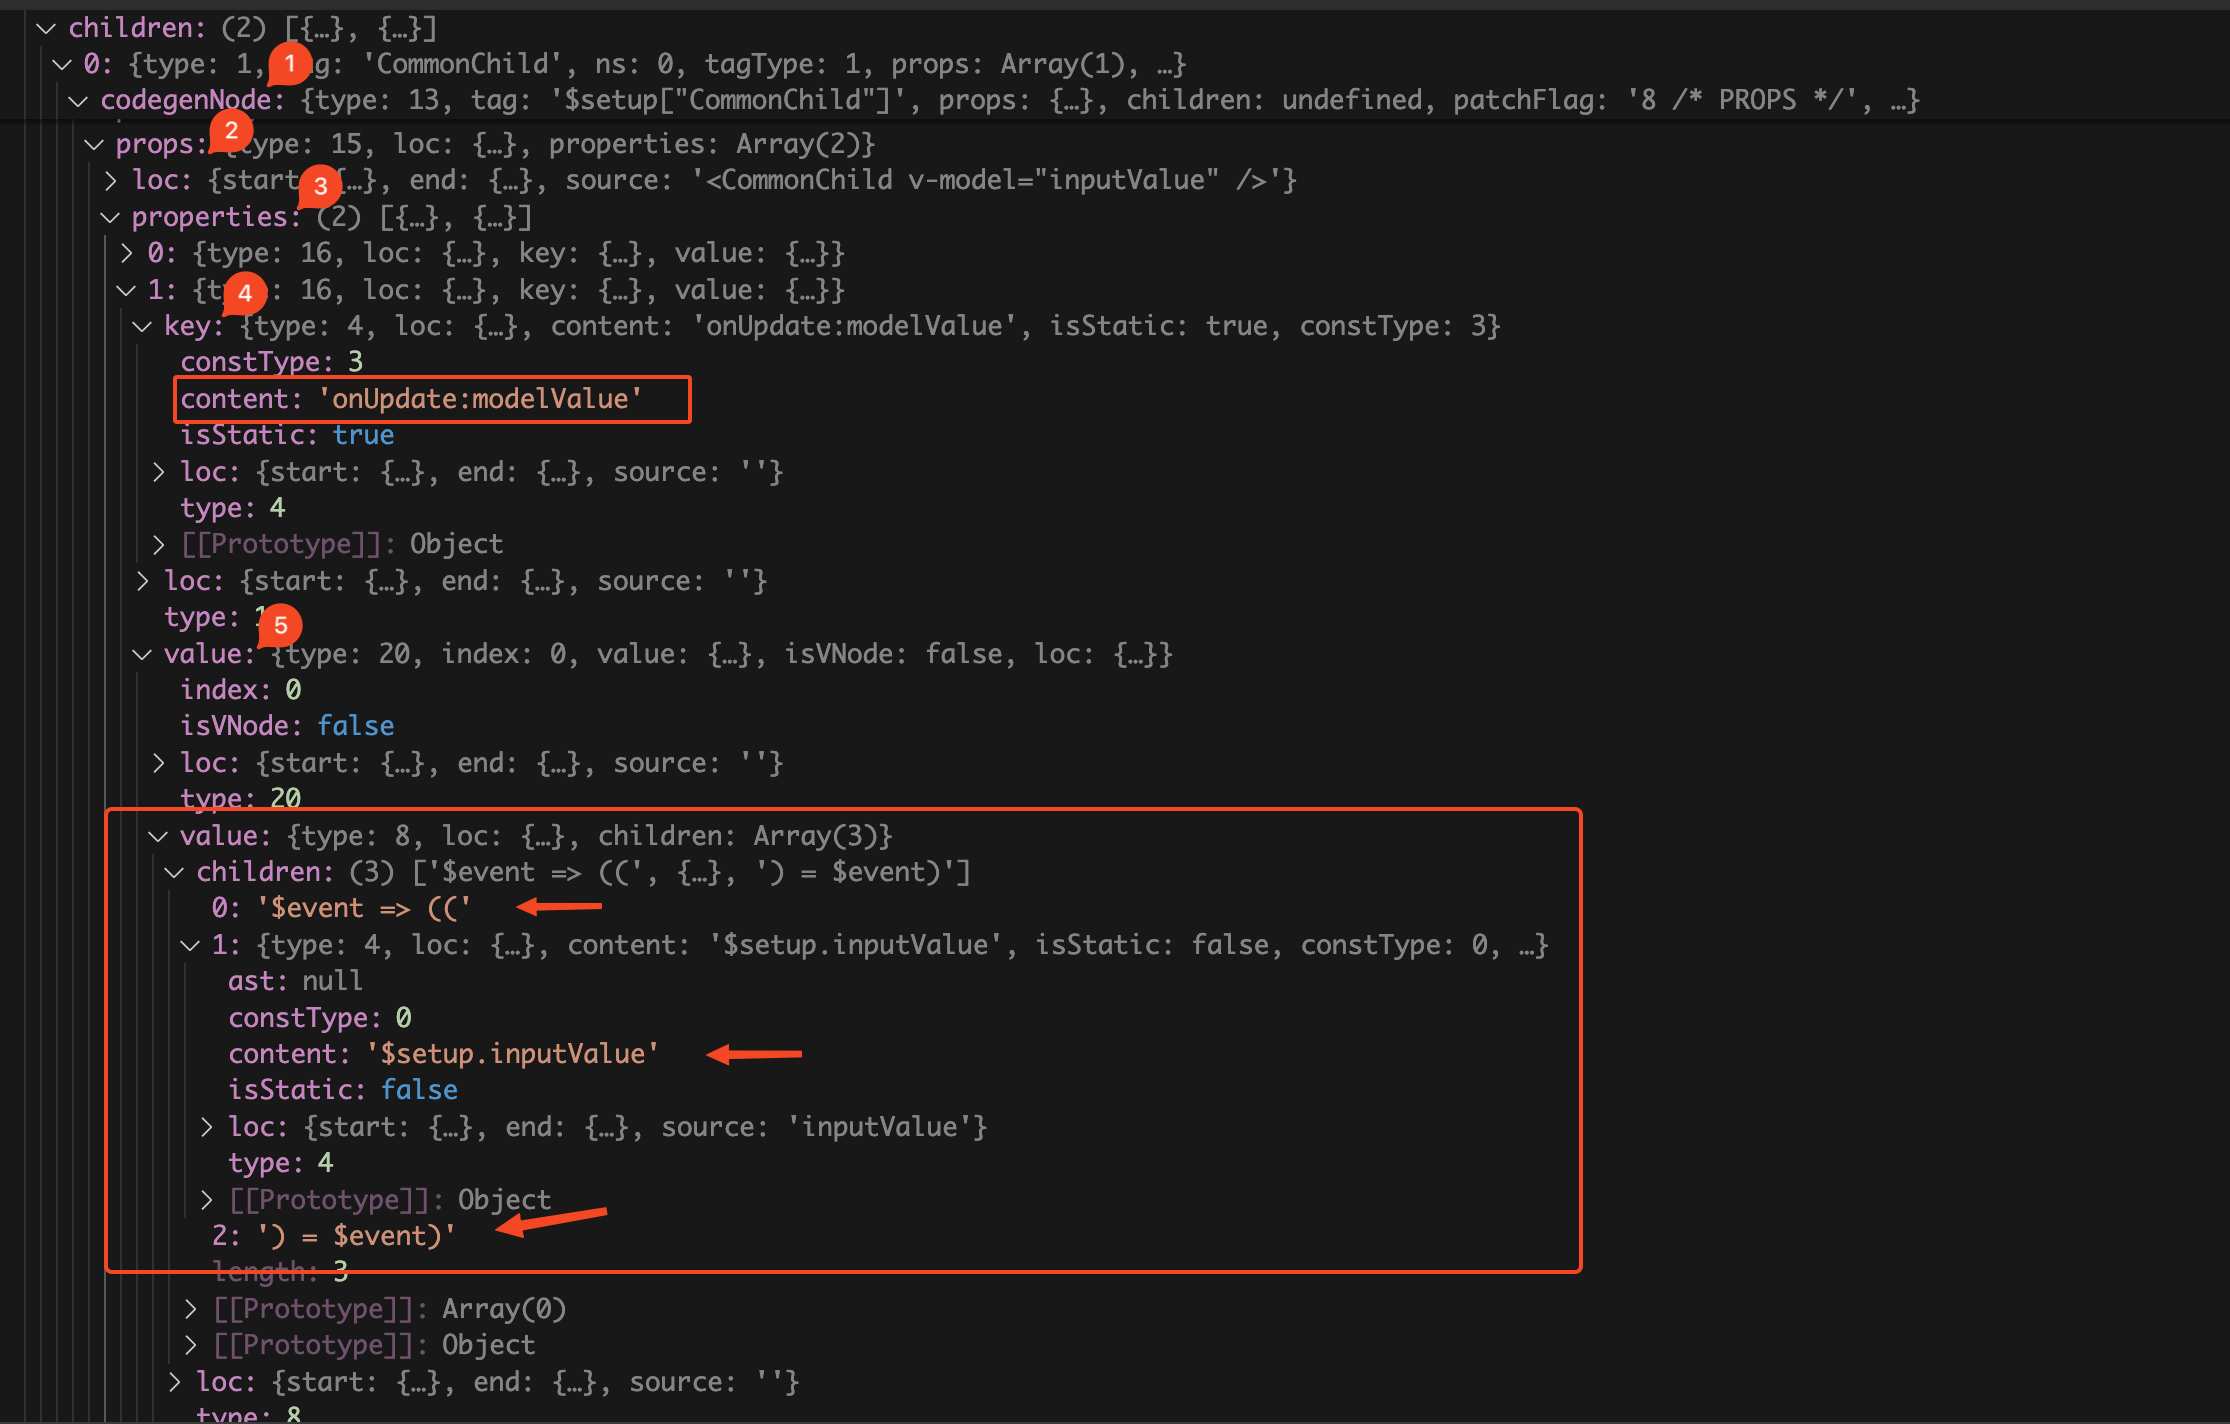 children: (2) [{…}, {…}]
0: {type: 1, tag: 'CommonChild', ns: 0, tagType: 1, props: Array(1), …}
1
codegenNode: {type: 13, tag: '$setup["CommonChild"]', props: {…}, children: undefined, patchFlag: '8 /* PROPS */', …}
2
props: {type: 15, loc: {…}, properties: Array(2)}
loc: {start: {…}, end: {…}, source: '<CommonChild v-model="inputValue" />'}
3
properties: (2) [{…}, {…}]
0: {type: 16, loc: {…}, key: {…}, value: {…}}
1: {type: 16, loc: {…}, key: {…}, value: {…}}
4
key: {type: 4, loc: {…}, content: 'onUpdate:modelValue', isStatic: true, constType: 3}
constType: 3
content: 'onUpdate:modelValue'
isStatic: true
loc: {start: {…}, end: {…}, source: ''}
type: 4
[[Prototype]]: Object
loc: {start: {…}, end: {…}, source: ''}
type:
5
value: {type: 20, index: 0, value: {…}, isVNode: false, loc: {…}}
index: 0
isVNode: false
loc: {start: {…}, end: {…}, source: ''}
type: 20
value: {type: 8, loc: {…}, children: Array(3)}
children: (3) ['$event => ((', {…}, ') = $event)']
0: '$event => (('
1: {type: 4, loc: {…}, content: '$setup.inputValue', isStatic: false, constType: 0, …}
ast: null
constType: 0
content: '$setup.inputValue'
isStatic: false
loc: {start: {…}, end: {…}, source: 'inputValue'}
type: 4
[[Prototype]]: Object
2: ') = $event)'
length: 3
[[Prototype]]: Array(0)
[[Prototype]]: Object
loc: {start: {…}, end: {…}, source: ''}
type: 8